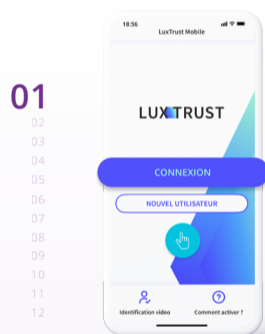 01
02
03
04
05
06
07
08
09
10
11
12
18:56
LuxTrust Mobile
LUXTRUST
CONNEXION
NOUVEL UTILISATEUR
Identification video
Comment activer ?